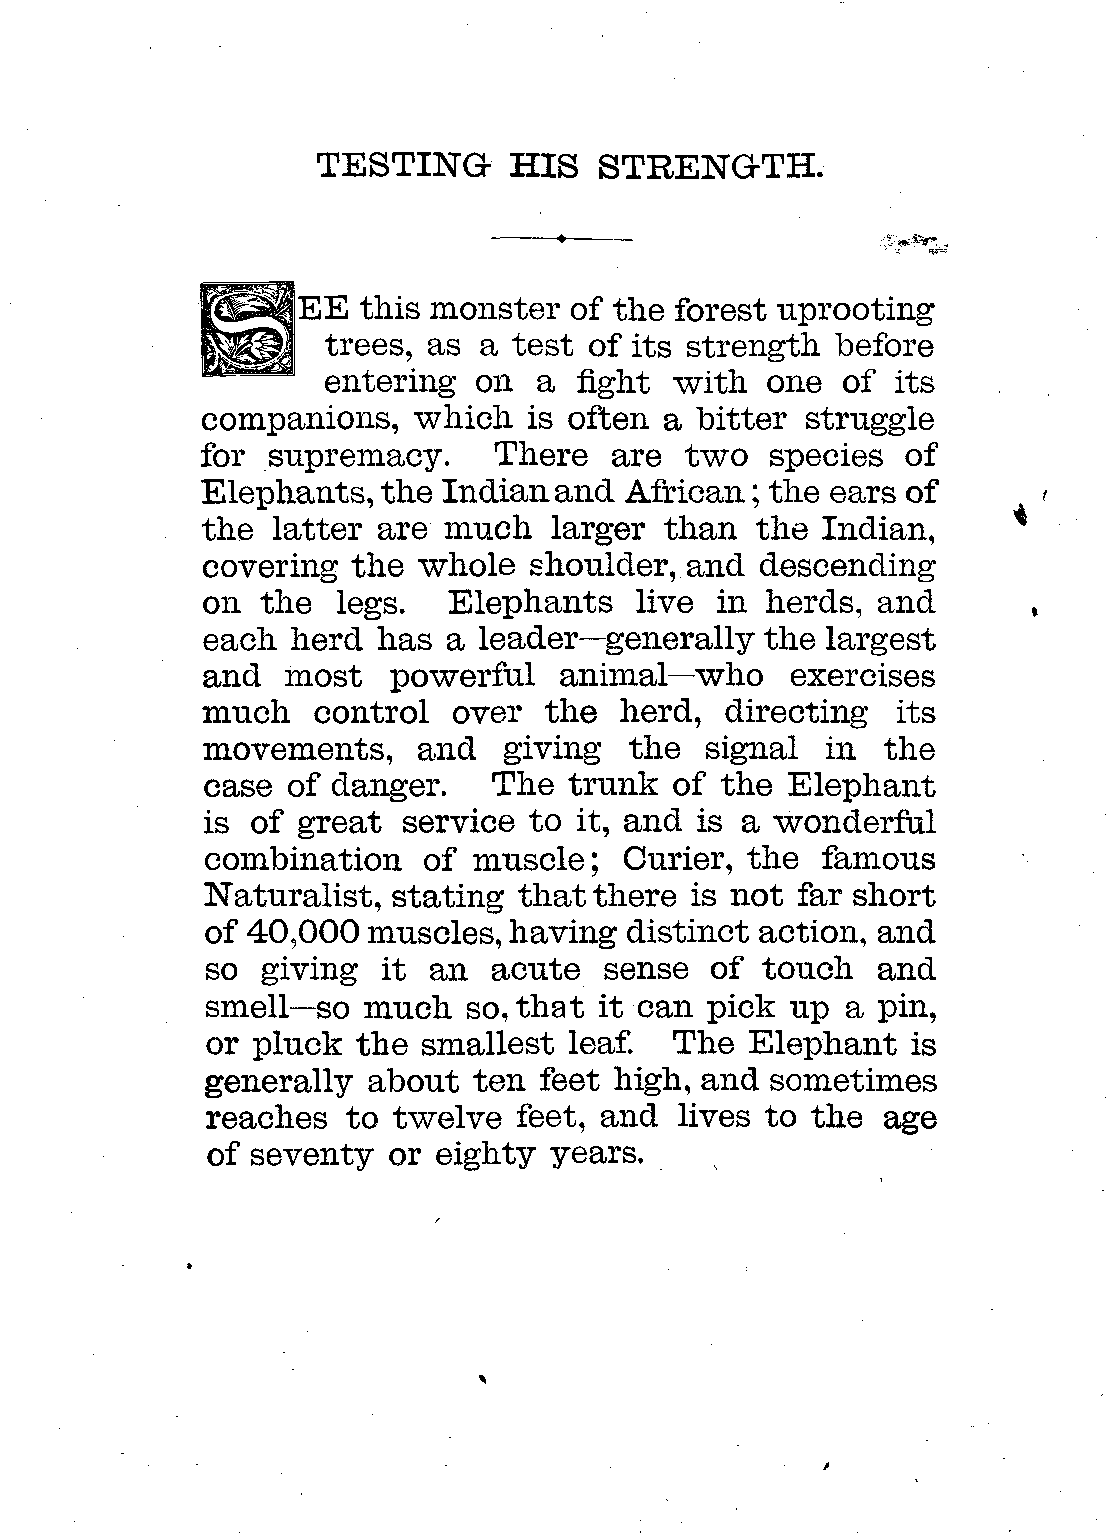 TESTING HIS STRENGTH.
SEE this monster of the forest uprooting
trees, as a test of its strength before
entering on a fight with one of its
companions, which is often a bitter struggle
for supremacy. There are two species of
Elephants, the Indian and African; the ears of
the latter are much larger than the Indian,
covering the whole shoulder, and descending
on the legs. Elephants live in herds, and
each herd has a leader—generally the largest
and most powerful animal—who exercises
much control over the herd, directing its
movements, and giving the signal in the
case of danger. The trunk of the Elephant
is of great service to it, and is a wonderful
combination of muscle; Curier, the famous
Naturalist, stating that there is not far short
of 40,000 muscles, having distinct action, and
so giving it an acute sense of touch and
smell—so much so, that it can pick up a pin,
or pluck the smallest leaf. The Elephant is
generally about ten feet high, and sometimes
reaches to twelve feet, and lives to the age
of seventy or eighty years.